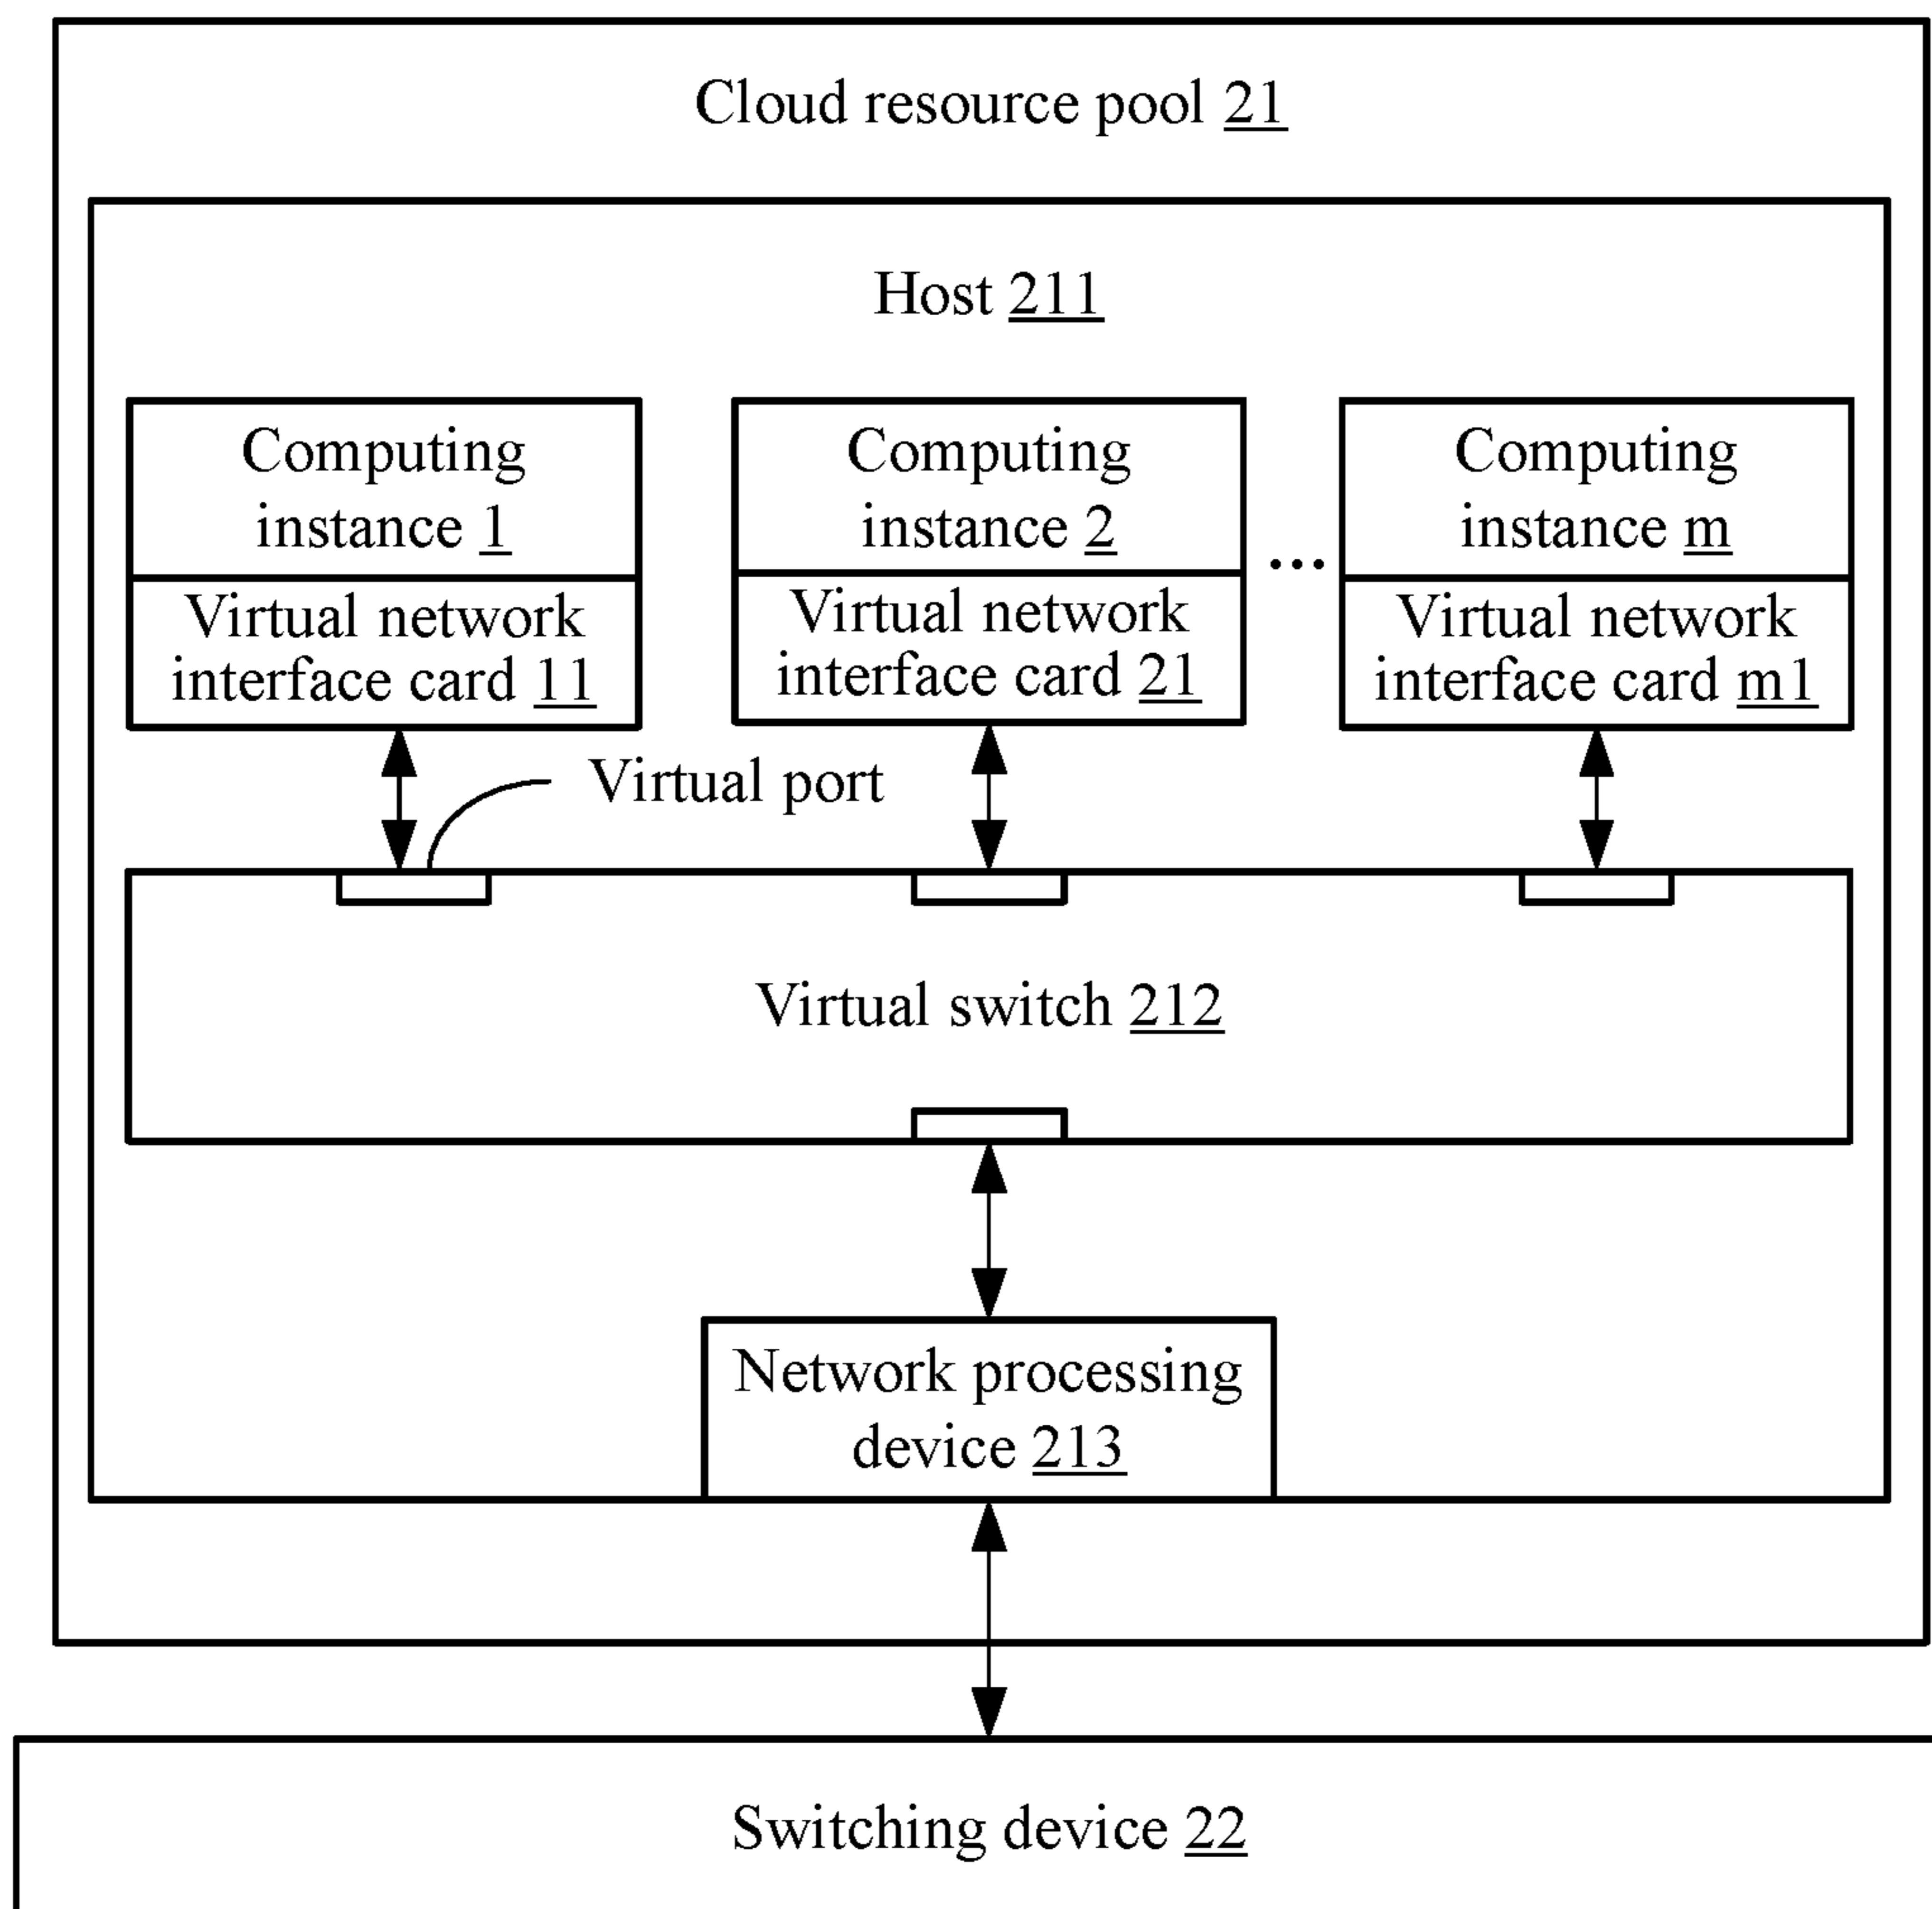 Cloud resource pool 21
Host 211
Computing
instance 1
Virtual network
interface card 11
Computing
instance 2
Virtual network
interface card 21
...
Computing
instance m
Virtual network
interface card m1
Virtual port
Virtual switch 212
Network processing
device 213
Switching device 22